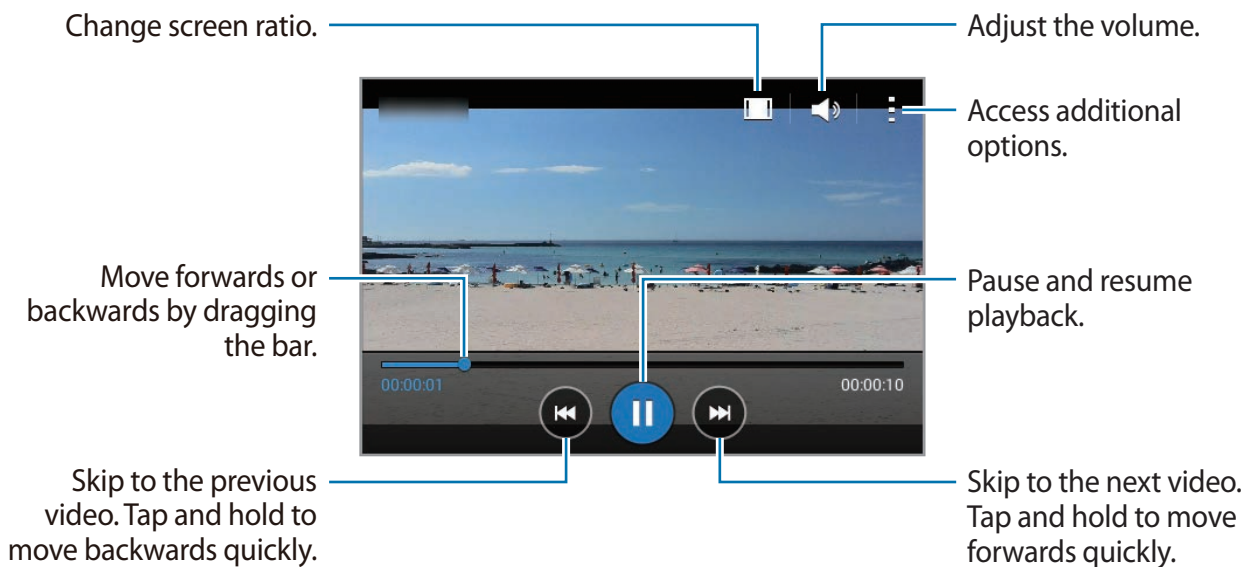 Change screen ratio.
Adjust the volume.
Access additional
options.
Move forwards or
backwards by dragging
the bar.
Pause and resume
playback.
00:00:01
00:00:10
Skip to the previous
video. Tap and hold to
move backwards quickly.
Skip to the next video.
Tap and hold to move
forwards quickly.